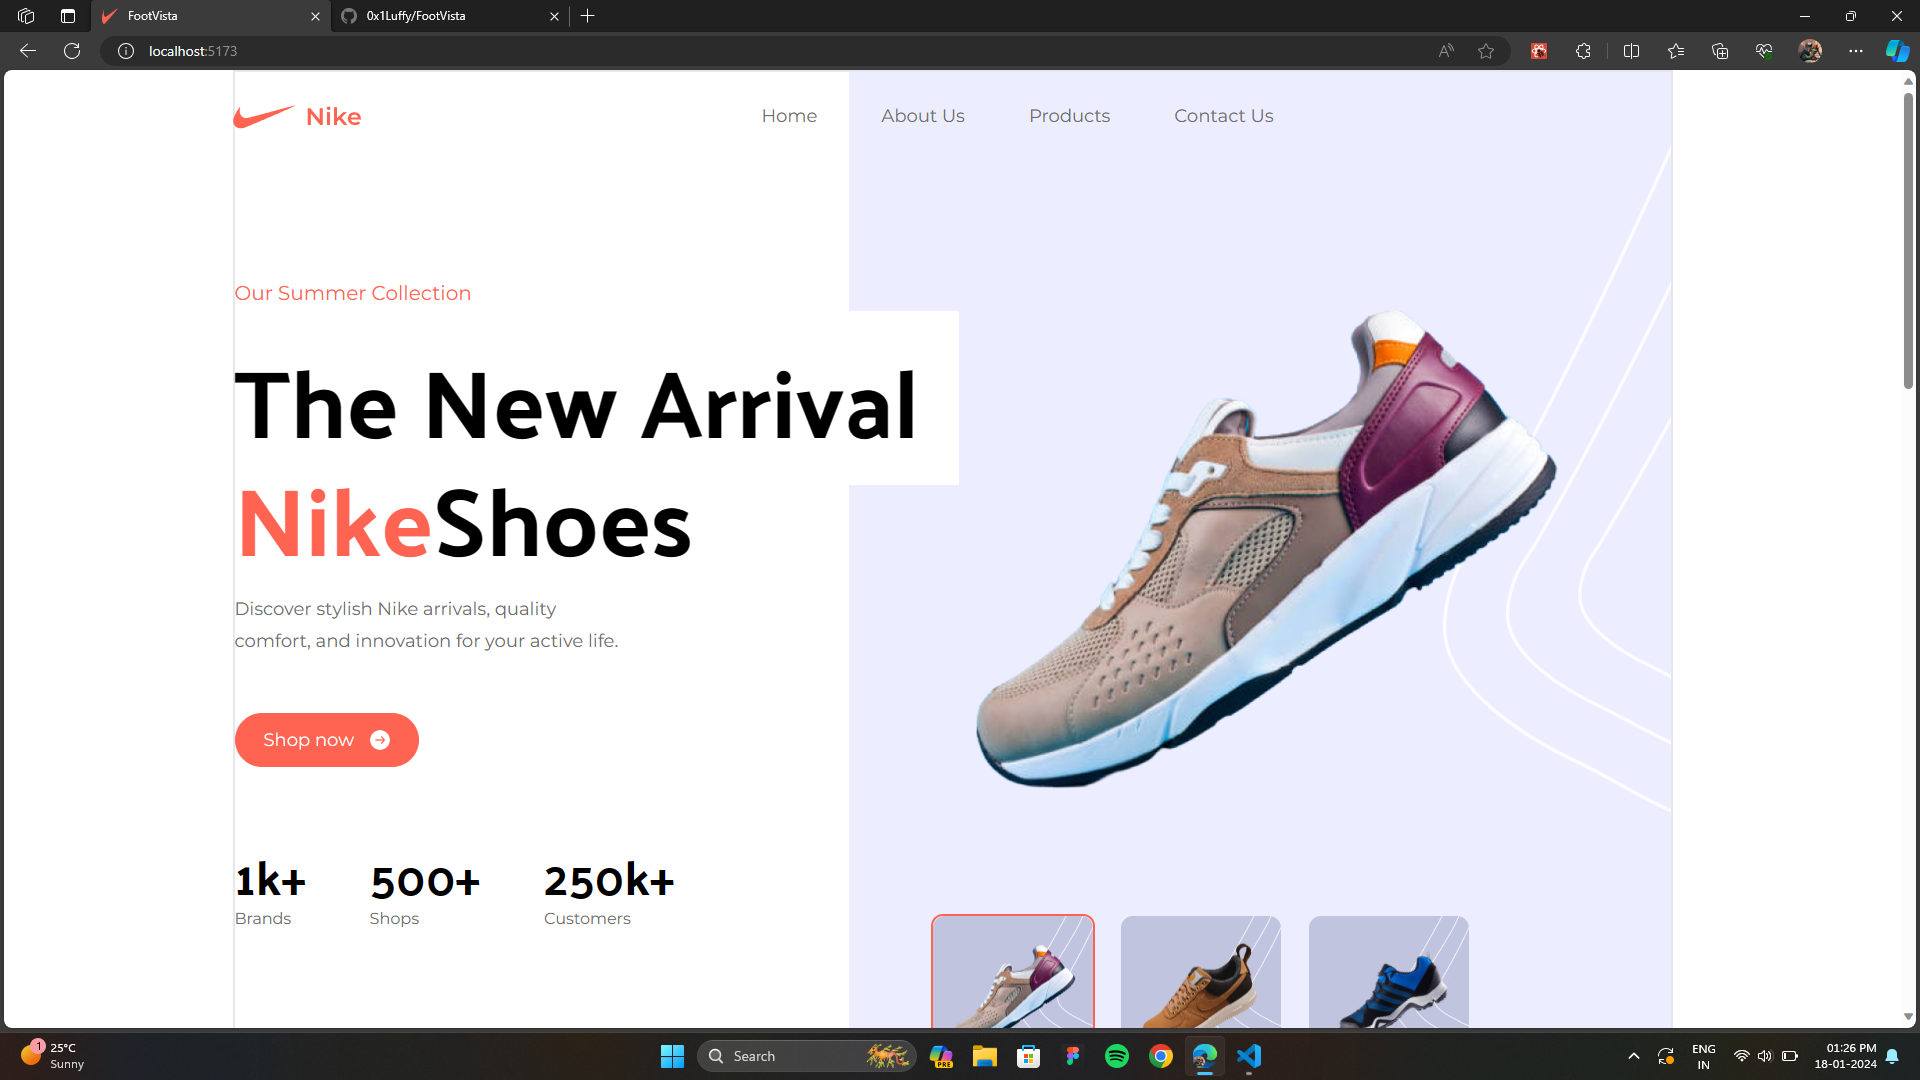 FootVista
0x1Luffy/FootVista
localhost:5173
Nike
Home
About Us
Products
Contact Us
Our Summer Collection
The New Arrival
NikeShoes
Discover stylish Nike arrivals, quality
comfort, and innovation for your active life.
Shop now
1k+
500+
250k+
Brands
Shops
Customers
1
25°C
Sunny
Search
PRE
ENG
IN
01:26 PM
18-01-2024